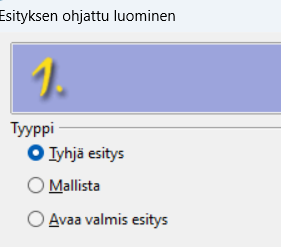 Esityksen ohjattu luominen
1.
Tyyppi
Tyhjä esitys
Mallista
Avaa valmis esitys